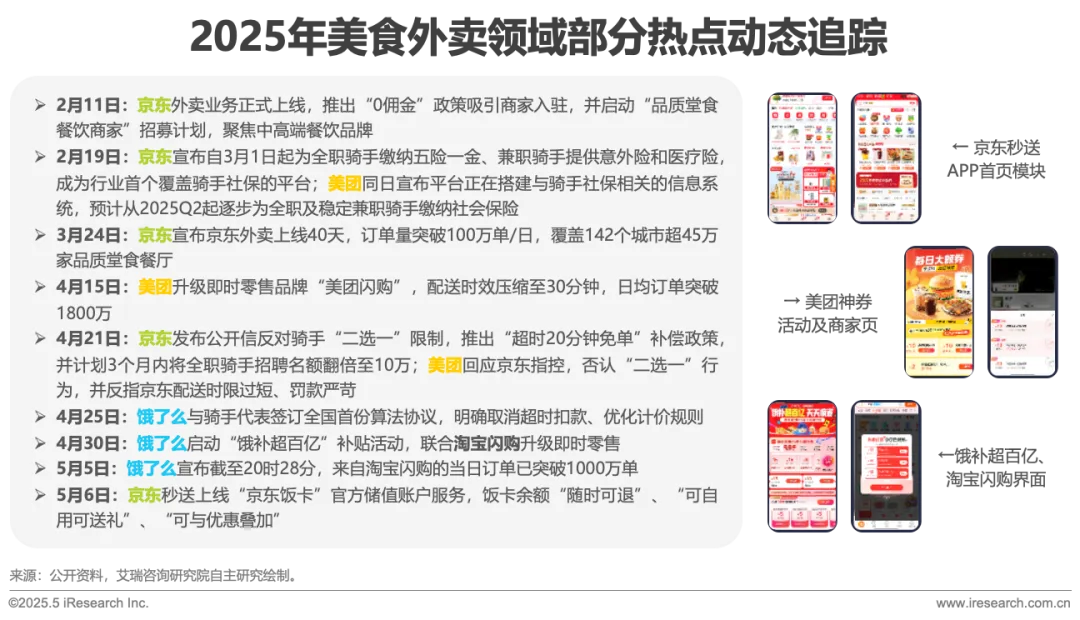 2025年美食外卖领域部分热点动态追踪
➢ 2月11日：京东外卖业务正式上线，推出“0佣金”政策吸引商家入驻，并启动“品质堂食
餐饮商家”招募计划，聚焦中高端餐饮品牌
➢ 2月19日：京东宣布自3月1日起为全职骑手缴纳五险一金、兼职骑手提供意外险和医疗险，
成为行业首个覆盖骑手社保的平台；美团同日宣布平台正在搭建与骑手社保相关的信息系
统，预计从2025Q2起逐步为全职及稳定兼职骑手缴纳社会保险
➢ 3月24日：京东宣布京东外卖上线40天，订单量突破100万单/日，覆盖142个城市超45万
家品质堂食餐厅
➢ 4月15日：美团升级即时零售品牌“美团闪购”，配送时效压缩至30分钟，日均订单突破
1800万
➢ 4月21日：京东发布公开信反对骑手“二选一”限制，推出“超时20分钟免单”补偿政策，
并计划3个月内将全职骑手招聘名额翻倍至10万；美团回应京东指控，否认“二选一”行
为，并反指京东配送时限过短、罚款严苛
➢ 4月25日：饿了么与骑手代表签订全国首份算法协议，明确取消超时扣款、优化计价规则
➢ 4月30日：饿了么启动“饿补超百亿”补贴活动，联合淘宝闪购升级即时零售
➢ 5月5日：饿了么宣布截至20时28分，来自淘宝闪购的当日订单已突破1000万单
➢ 5月6日：京东秒送上线“京东饭卡”官方储值账户服务，饭卡余额“随时可退”、“可自
用可送礼”、“可与优惠叠加”
← 京东秒送
APP首页模块
每日大额券
→ 美团神券
活动及商家页
饿补超百亿 天天领券
←饿补超百亿、
淘宝闪购界面
来源：公开资料，艾瑞咨询研究院自主研究绘制。
©2025.5 iResearch Inc.
www.iresearch.com.cn